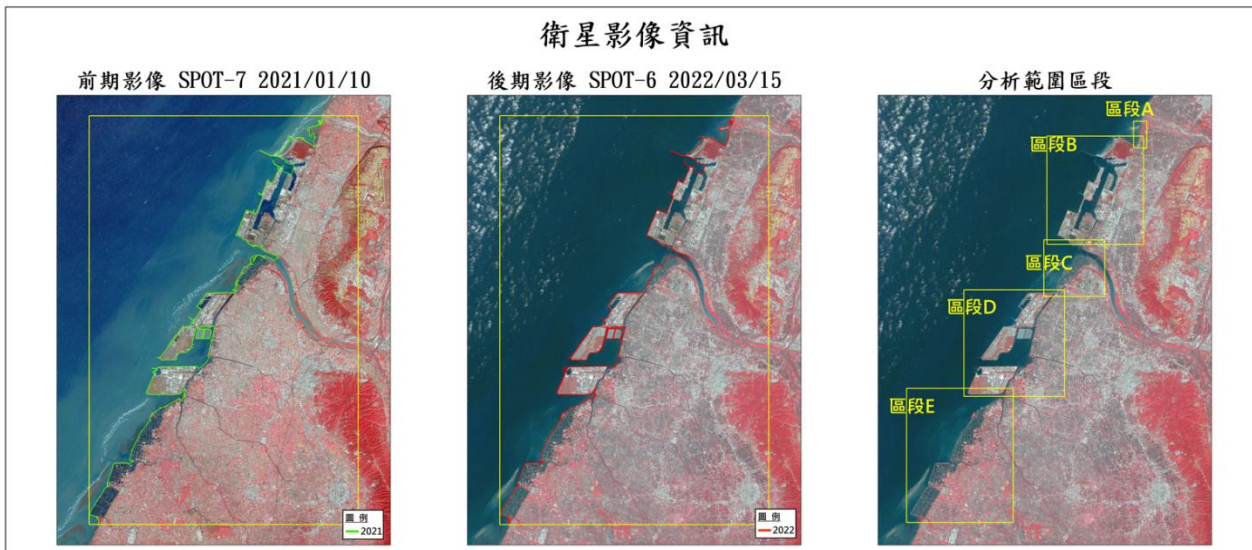 衛星影像資訊
前期影像 SPOT-7 2021/01/10
後期影像 SPOT-6 2022/03/15
分析範圍區段
圖 例
2021
圖 例
2022
區段A
區段B
區段C
區段D
區段E